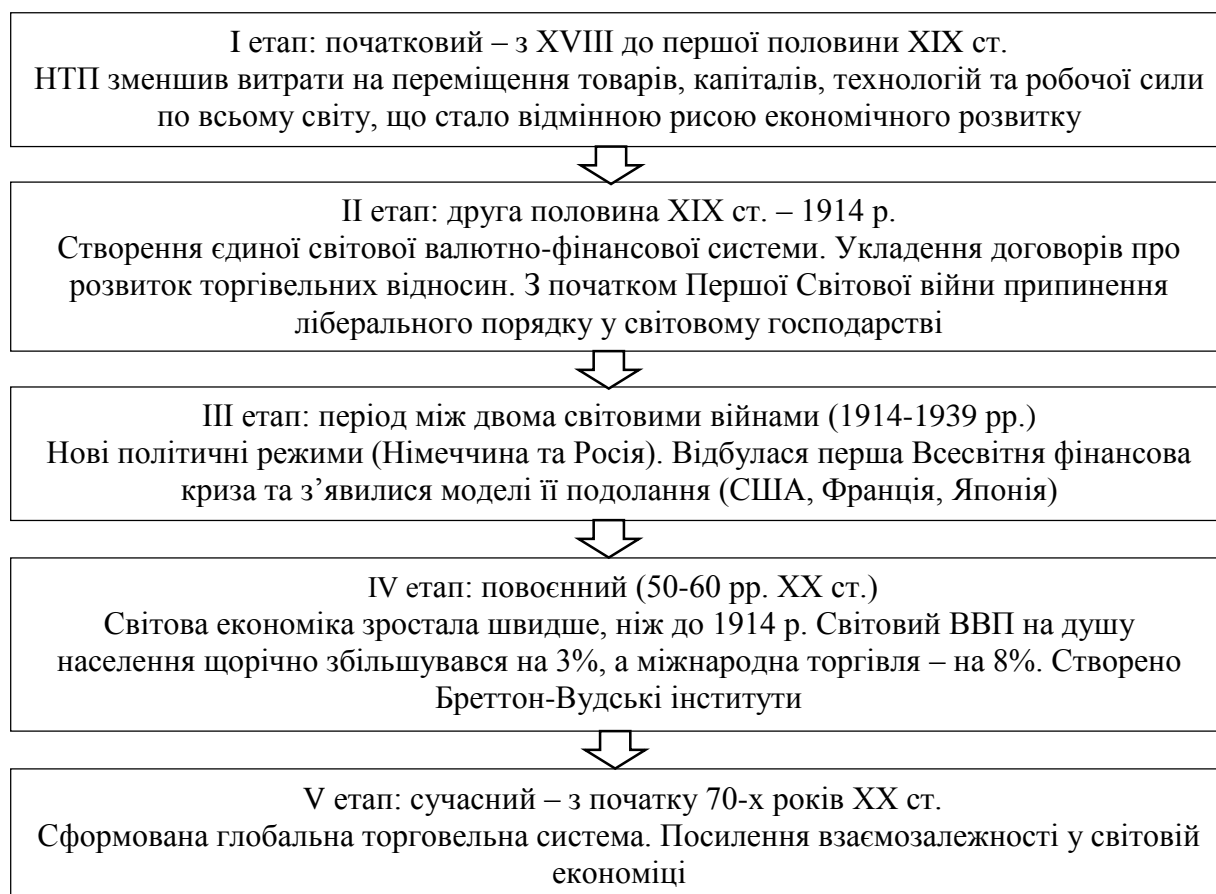 І етап: початковий – з XVIII до першої половини XIX ст.
НТП зменшив витрати на переміщення товарів, капіталів, технологій та робочої сили
по всьому світу, що стало відмінною рисою економічного розвитку
ІІ етап: друга половина XIX ст. – 1914 р.
Створення єдиної світової валютно-фінансової системи. Укладення договорів про
розвиток торгівельних відносин. З початком Першої Світової війни припинення
ліберального порядку у світовому господарстві
ІІІ етап: період між двома світовими війнами (1914-1939 рр.)
Нові політичні режими (Німеччина та Росія). Відбулася перша Всесвітня фінансова
криза та з’явилися моделі її подолання (США, Франція, Японія)
IV етап: повоєнний (50-60 рр. XX ст.)
Світова економіка зростала швидше, ніж до 1914 р. Світовий ВВП на душу
населення щорічно збільшувався на 3%, а міжнародна торгівля – на 8%. Створено
Бреттон-Вудські інститути
V етап: сучасний – з початку 70-х років XX ст.
Сформована глобальна торговельна система. Посилення взаємозалежності у світовій
економіці